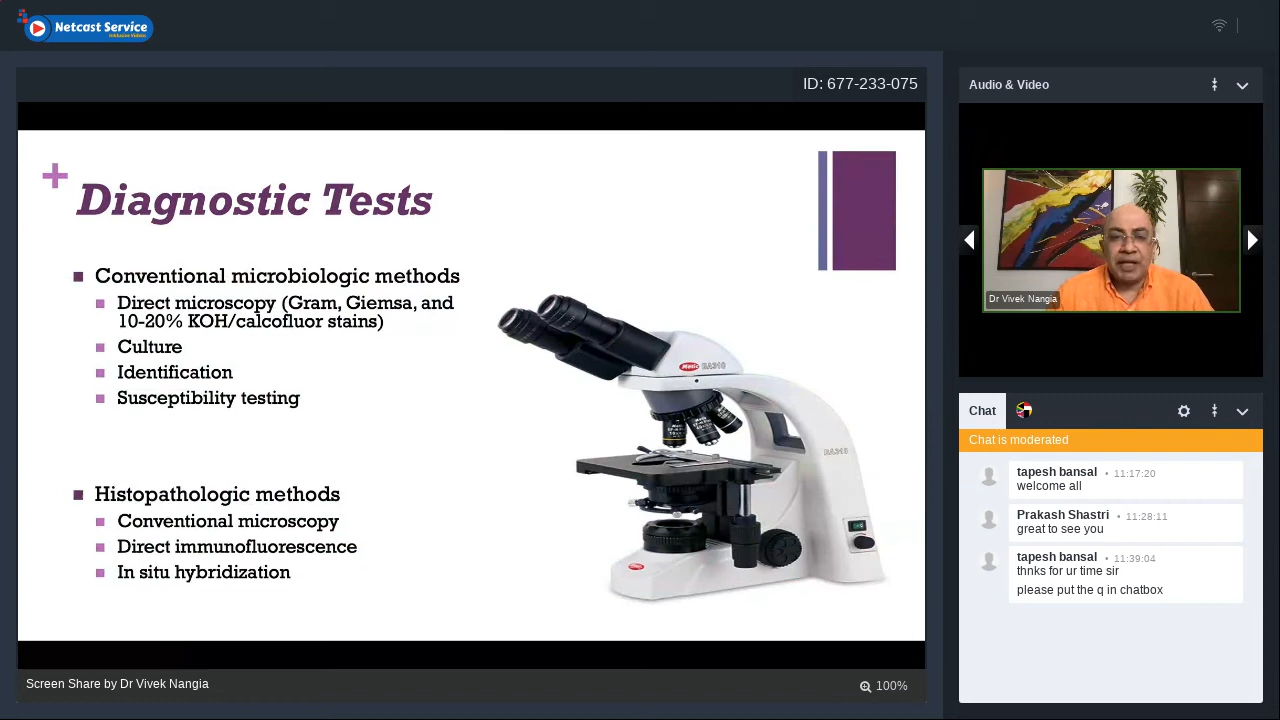 Netcast Service
ID: 677-233-075
+ Diagnostic Tests
Conventional microbiologic methods
Direct microscopy (Gram, Giemsa, and
10-20% KOH/calcofluor stains)
Culture
Identification
Susceptibility testing
Histopathologic methods
Conventional microscopy
Direct immunofluorescence
In situ hybridization
Motic BA310
BA310
Screen Share by Dr Vivek Nangia
100%
Audio & Video
Dr Vivek Nangia
Chat
Chat is moderated
tapesh bansal • 11:17:20
welcome all
Prakash Shastri • 11:28:11
great to see you
tapesh bansal • 11:39:04
thnks for ur time sir
please put the q in chatbox